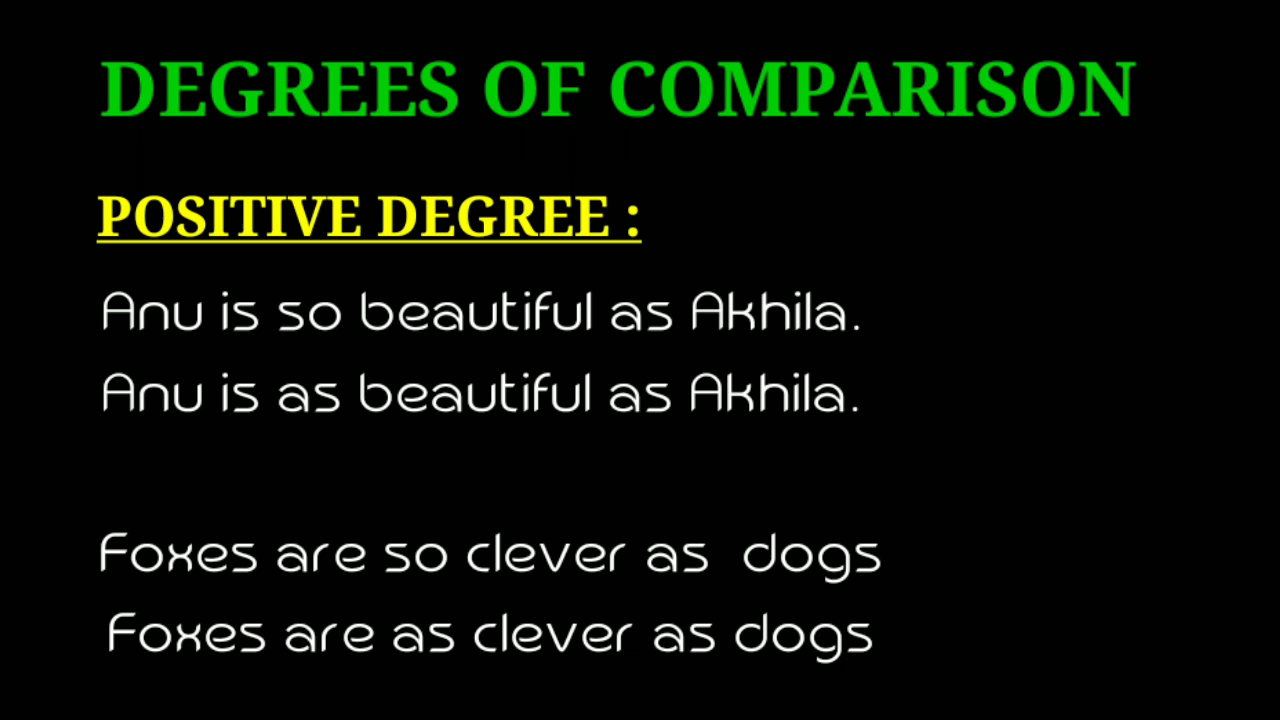 DEGREES OF COMPARISON
POSITIVE DEGREE :
Anu is so beautiful as Akhila.
Anu is as beautiful as Akhila.
Foxes are so clever as dogs
Foxes are as clever as dogs